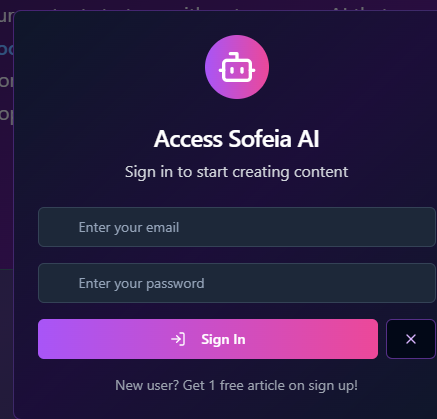 Access Sofeia AI
Sign in to start creating content
Enter your email
Enter your password
Sign In
New user? Get 1 free article on sign up!